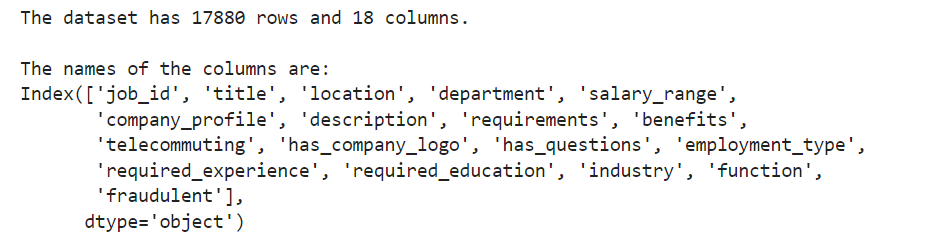 The dataset has 17880 rows and 18 columns.
The names of the columns are:
Index(['job_id', 'title', 'location', 'department', 'salary_range',
'company_profile', 'description', 'requirements', 'benefits',
'telecommuting', 'has_company_logo', 'has_questions', 'employment_type',
'required_experience', 'required_education', 'industry', 'function',
'fraudulent'],
dtype='object')